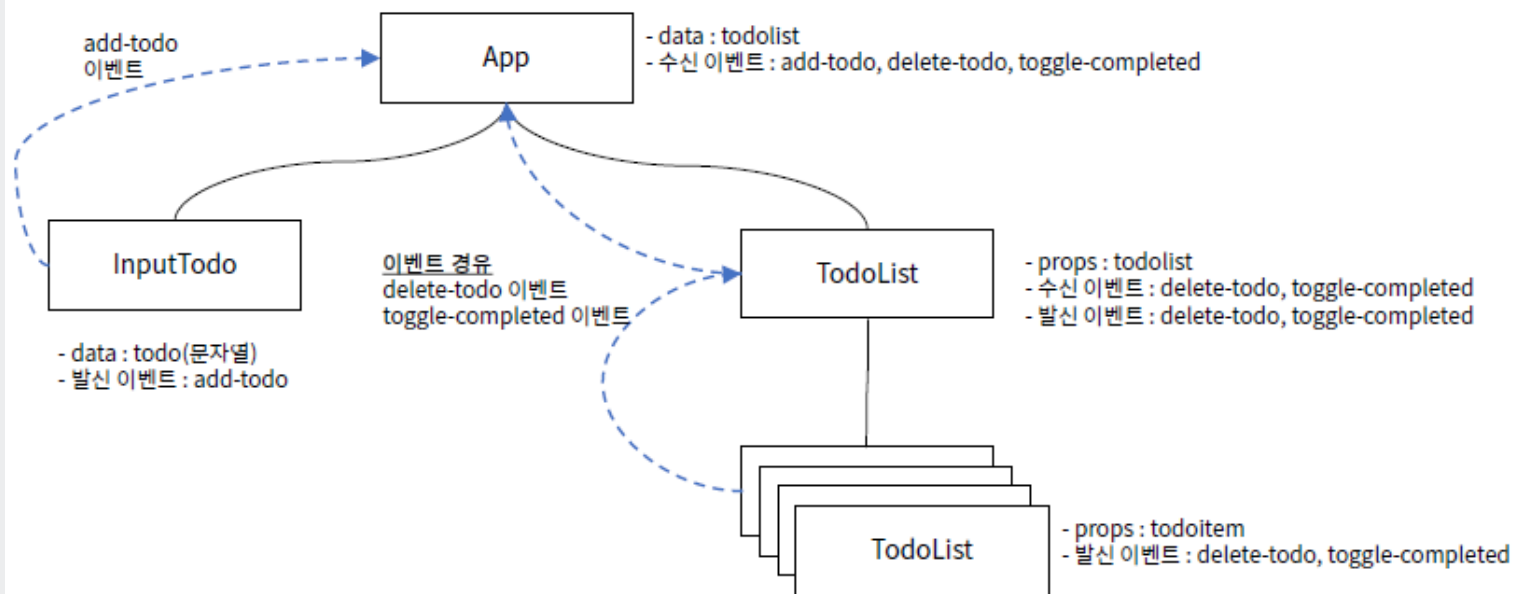 add-todo
이벤트
App
- data : todolist
- 수신 이벤트 : add-todo, delete-todo, toggle-completed
InputTodo
- data : todo(문자열)
- 발신 이벤트 : add-todo
이벤트 경유
delete-todo 이벤트
toggle-completed 이벤트
TodoList
- props : todolist
- 수신 이벤트 : delete-todo, toggle-completed
- 발신 이벤트 : delete-todo, toggle-completed
TodoList
- props : todoitem
- 발신 이벤트 : delete-todo, toggle-completed